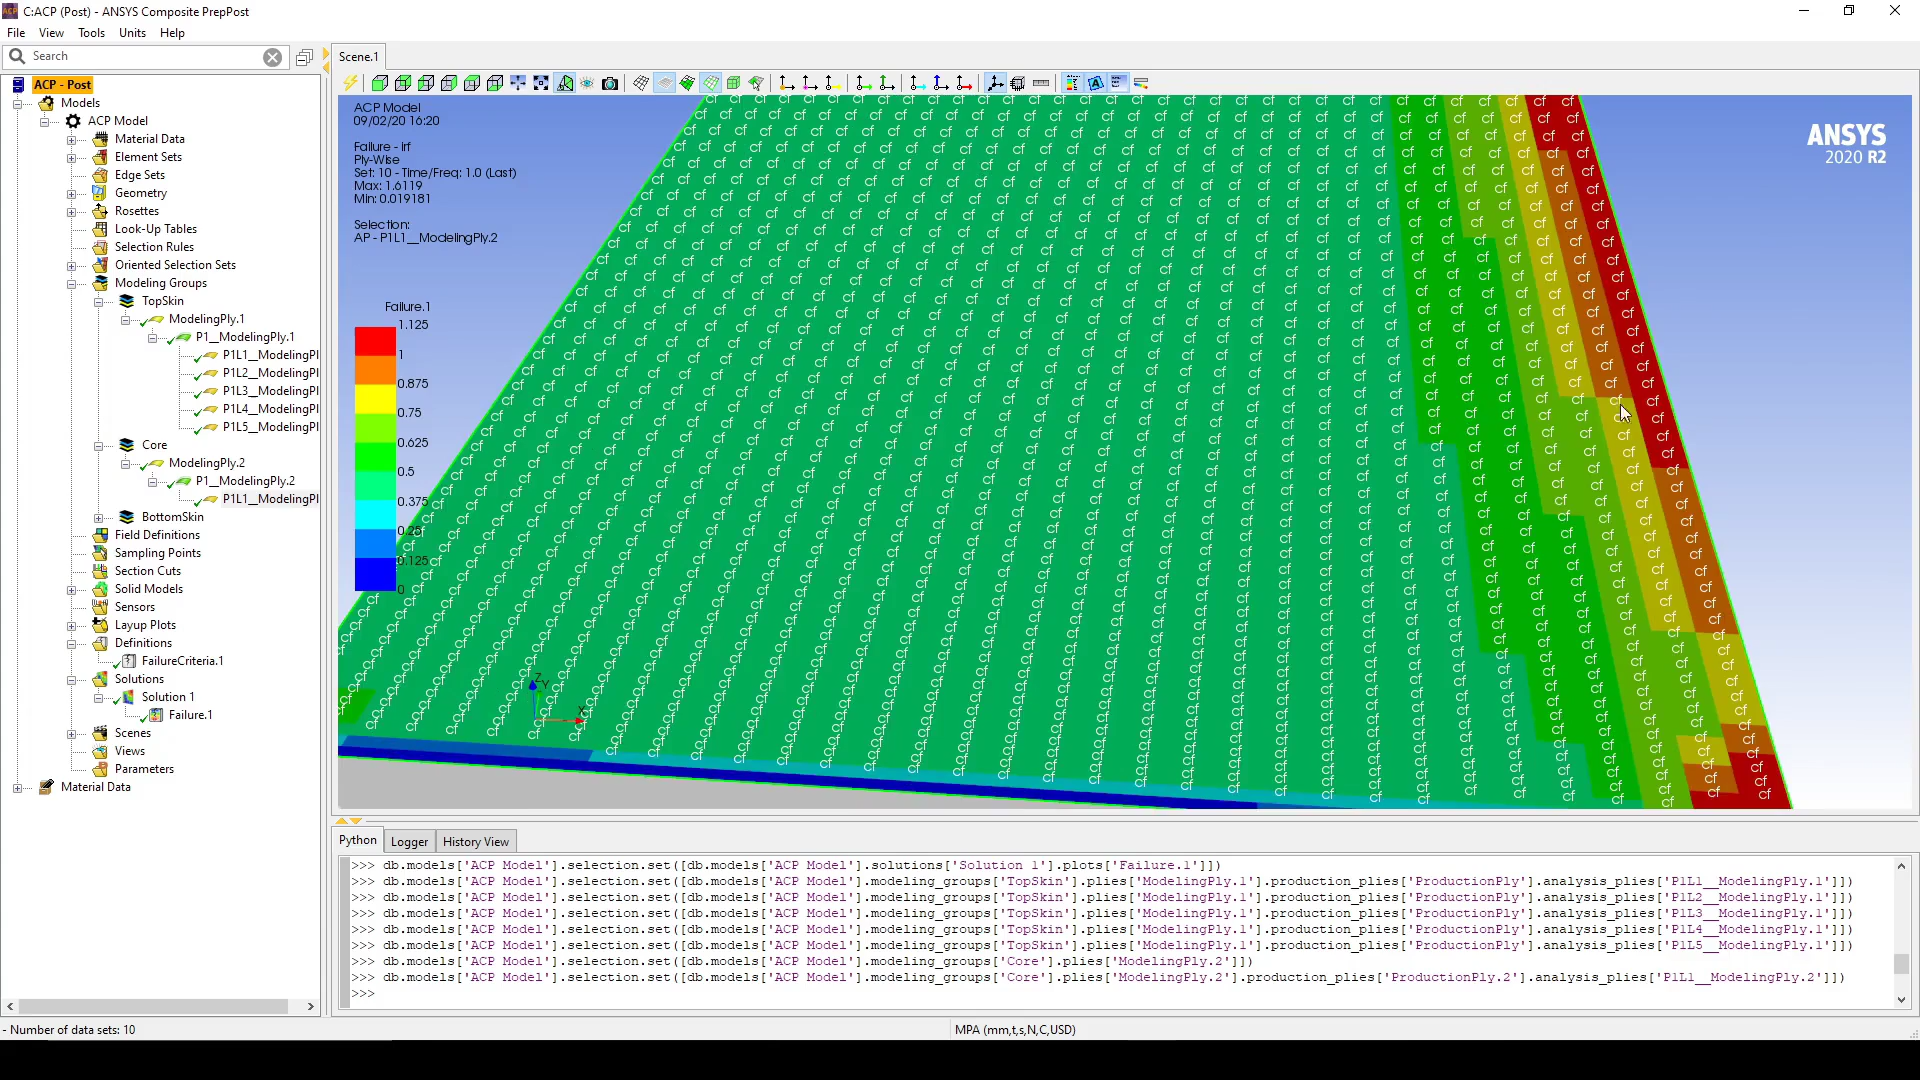 C:ACP (Post) - ANSYS Composite PrepPost
File View Tools Units Help
Search
ACP - Post
Models
ACP Model
Material Data
Element Sets
Edge Sets
Geometry
Rosettes
Look-Up Tables
Selection Rules
Oriented Selection Sets
Modeling Groups
TopSkin
ModelingPly.1
P1__ModelingPly.1
P1L1__ModelingPl
P1L2__ModelingPl
P1L3__ModelingPl
P1L4__ModelingPl
P1L5__ModelingPl
Core
ModelingPly.2
P1__ModelingPly.2
P1L1__ModelingPl
BottomSkin
Field Definitions
Sampling Points
Section Cuts
Solid Models
Sensors
Layup Plots
Definitions
FailureCriteria.1
Solutions
Solution 1
Failure.1
Scenes
Views
Parameters
Material Data
Scene.1
ACP Model
09/02/20 16:20
Failure - irf
Ply-Wise
Set: 10 - Time/Freq: 1.0 (Last)
Max: 1.6119
Min: 0.019181
Selection:
AP - P1L1__ModelingPly.2
Failure.1
1.125
1
0.875
0.75
0.625
0.5
0.375
0.25
0.125
0
ANSYS
2020 R2
Z
Y
X
Python Logger History View
>>> db.models['ACP Model'].selection.set([db.models['ACP Model'].solutions['Solution 1'].plots['Failure.1']])
>>> db.models['ACP Model'].selection.set([db.models['ACP Model'].modeling_groups['TopSkin'].plies['ModelingPly.1'].production_plies['ProductionPly'].analysis_plies['P1L1__ModelingPly.1']])
>>> db.models['ACP Model'].selection.set([db.models['ACP Model'].modeling_groups['TopSkin'].plies['ModelingPly.1'].production_plies['ProductionPly'].analysis_plies['P1L2__ModelingPly.1']])
>>> db.models['ACP Model'].selection.set([db.models['ACP Model'].modeling_groups['TopSkin'].plies['ModelingPly.1'].production_plies['ProductionPly'].analysis_plies['P1L3__ModelingPly.1']])
>>> db.models['ACP Model'].selection.set([db.models['ACP Model'].modeling_groups['TopSkin'].plies['ModelingPly.1'].production_plies['ProductionPly'].analysis_plies['P1L4__ModelingPly.1']])
>>> db.models['ACP Model'].selection.set([db.models['ACP Model'].modeling_groups['TopSkin'].plies['ModelingPly.1'].production_plies['ProductionPly'].analysis_plies['P1L5__ModelingPly.1']])
>>> db.models['ACP Model'].selection.set([db.models['ACP Model'].modeling_groups['Core'].plies['ModelingPly.2']])
>>> db.models['ACP Model'].selection.set([db.models['ACP Model'].modeling_groups['Core'].plies['ModelingPly.2'].production_plies['ProductionPly.2'].analysis_plies['P1L1__ModelingPly.2']])
>>>
- Number of data sets: 10
MPA (mm,t,s,N,C,USD)